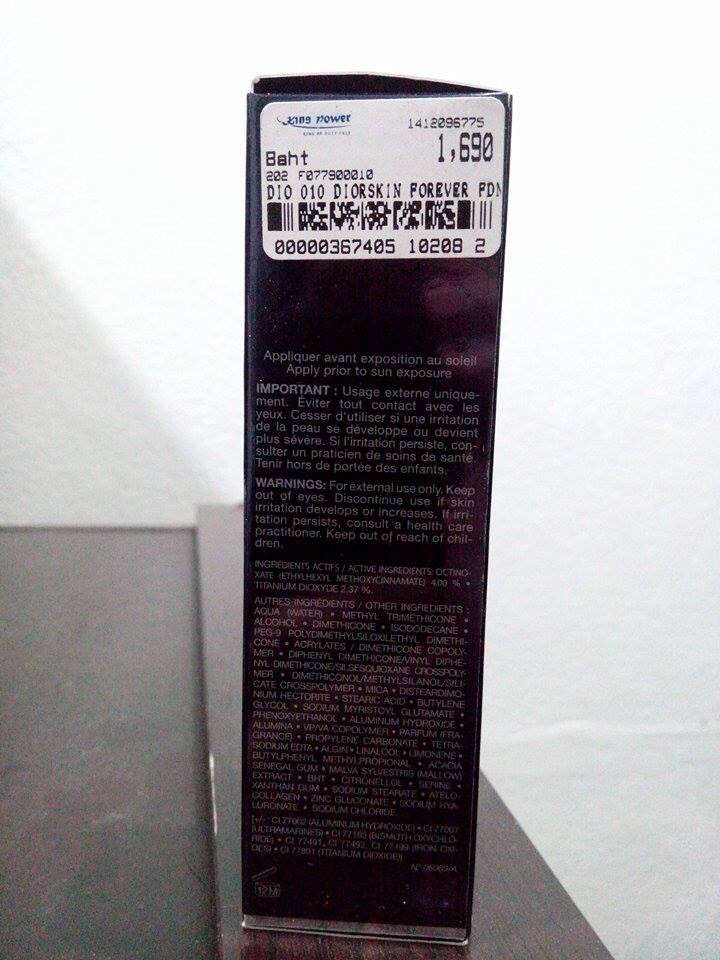 King Power
KING OF DUTY FREE
1412096775
Baht 1,690
202 F077900010
DIO 010 DIORSKIN FOREVER FDN
00000367405 10208 2
Appliquer avant exposition au soleil
Apply prior to sun exposure
IMPORTANT : Usage externe unique-
ment. Éviter tout contact avec les
yeux. Cesser d'utiliser si une irritation
de la peau se développe ou devient
plus sévère. Si l'irritation persiste, con-
sulter un praticien de soins de santé.
Tenir hors de portée des enfants.
WARNINGS: For external use only. Keep
out of eyes. Discontinue use if skin
irritation develops or increases. If irri-
tation persists, consult a health care
practitioner. Keep out of reach of chil-
dren.
INGRÉDIENTS ACTIFS / ACTIVE INGREDIENTS: OCTINO-
XATE (ETHYLHEXYL METHOXYCINNAMATE) 4.00 % •
TITANIUM DIOXYDE 2.37 %.
AUTRES INGRÉDIENTS / OTHER INGREDIENTS :
AQUA (WATER) • METHYL TRIMETHICONE •
ALCOHOL • DIMETHICONE • ISODODECANE •
PEG-9 POLYDIMETHYLSILOXYETHYL DIMETHI-
CONE • ACRYLATES / DIMETHICONE COPOLY-
MER • DIPHENYL DIMETHICONE/VINYL DIPHE-
NYL DIMETHICONE/SILSESQUIOXANE CROSSPOLY-
MER • DIMETHICONOL/METHYLSILANOL/SILI-
CATE CROSSPOLYMER • MICA • DISTEARDIMO-
NIUM HECTORITE • STEARIC ACID • BUTYLENE
GLYCOL • SODIUM MYRISTOYL GLUTAMATE •
PHENOXYETHANOL • ALUMINUM HYDROXIDE •
ALUMINA • VP/VA COPOLYMER • PARFUM (FRA-
GRANCE) • PROPYLENE CARBONATE • TETRA-
SODIUM EDTA • ALGIN • LINALOOL • LIMONENE •
BUTYLPHENYL METHYLPROPIONAL • ACACIA
SENEGAL GUM • MALVA SYLVESTRIS (MALLOW)
EXTRACT • BHT • CITRONELLOL • SERINE •
XANTHAN GUM • SODIUM STEARATE • ATELO-
COLLAGEN • ZINC GLUCONATE • SODIUM HYA-
LURONATE • SODIUM CHLORIDE.
[+/-: CI 77002 (ALUMINUM HYDROXIDE) • CI 77007
(ULTRAMARINES) • CI 77163 (BISMUTH OXYCHLO-
RIDE) • CI 77491, CI 77492, CI 77499 (IRON OXI-
DES) • CI 77891 (TITANIUM DIOXIDE)]
12M